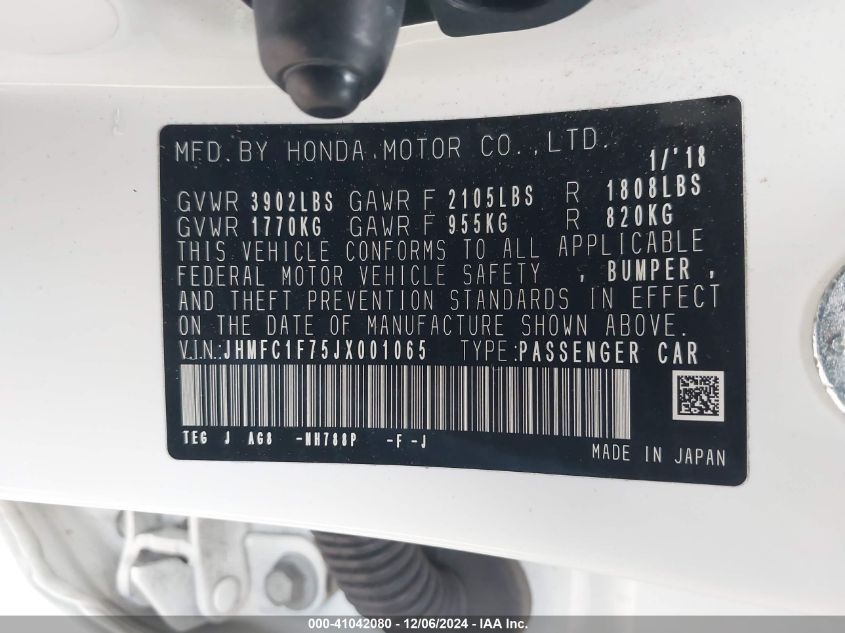 MFD. BY HONDA MOTOR CO., LTD. 1/'18
GVWR 3902LBS GAWR F 2105LBS R 1808LBS
GVWR 1770KG GAWR F 955KG R 820KG
THIS VEHICLE CONFORMS TO ALL APPLICABLE
FEDERAL MOTOR VEHICLE SAFETY , BUMPER ,
AND THEFT PREVENTION STANDARDS IN EFFECT
ON THE DATE OF MANUFACTURE SHOWN ABOVE.
V.I.N.: JHMFC1F75JX001065 TYPE:PASSENGER CAR
TEG J AG8 -NH788P -F -J
MADE IN JAPAN
000-41042080 - 12/06/2024 - IAA Inc.